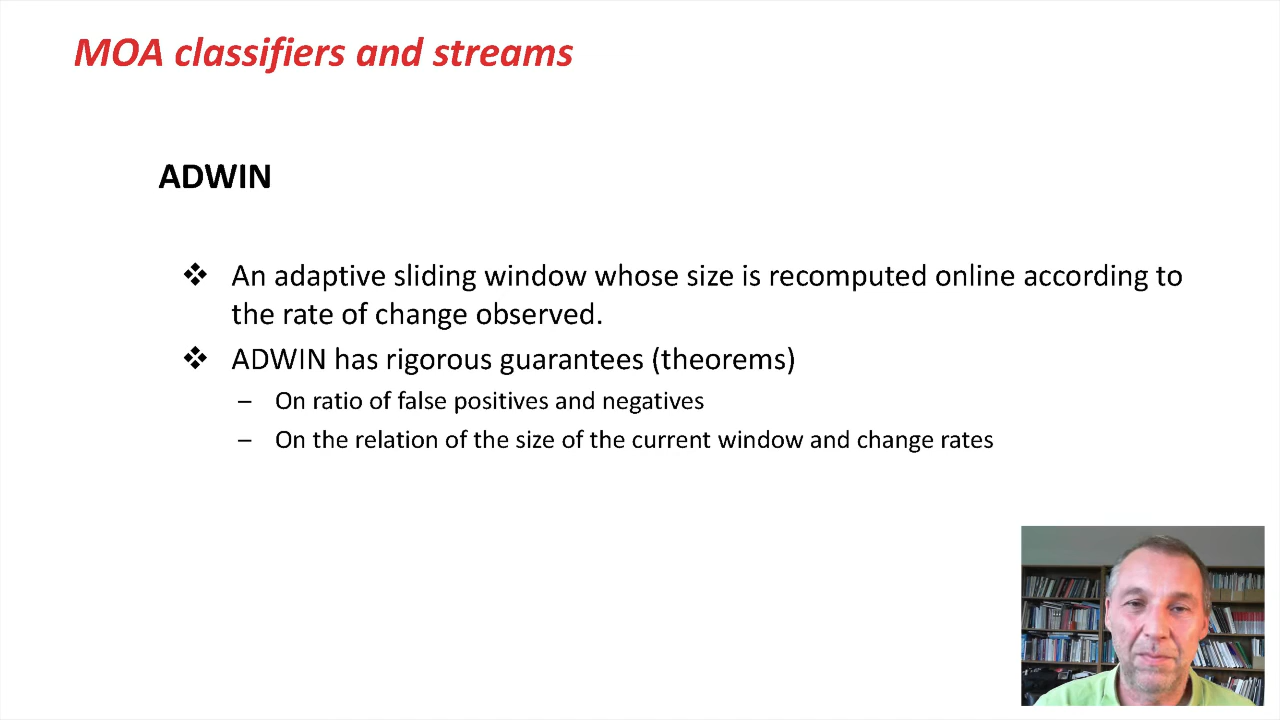 MOA classifiers and streams
ADWIN
❖ An adaptive sliding window whose size is recomputed online according to
the rate of change observed.
❖ ADWIN has rigorous guarantees (theorems)
– On ratio of false positives and negatives
– On the relation of the size of the current window and change rates